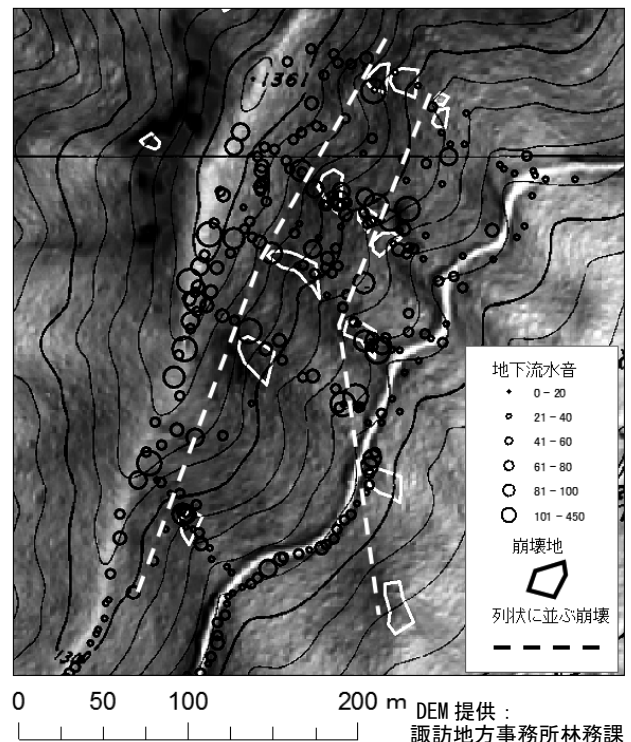 1361
地下流水音
0 - 20
21 - 40
41 - 60
61 - 80
81 - 100
101 - 450
崩壊地
列状に並ぶ崩壊
0 50 100 200 m
DEM 提供：
諏訪地方事務所林務課